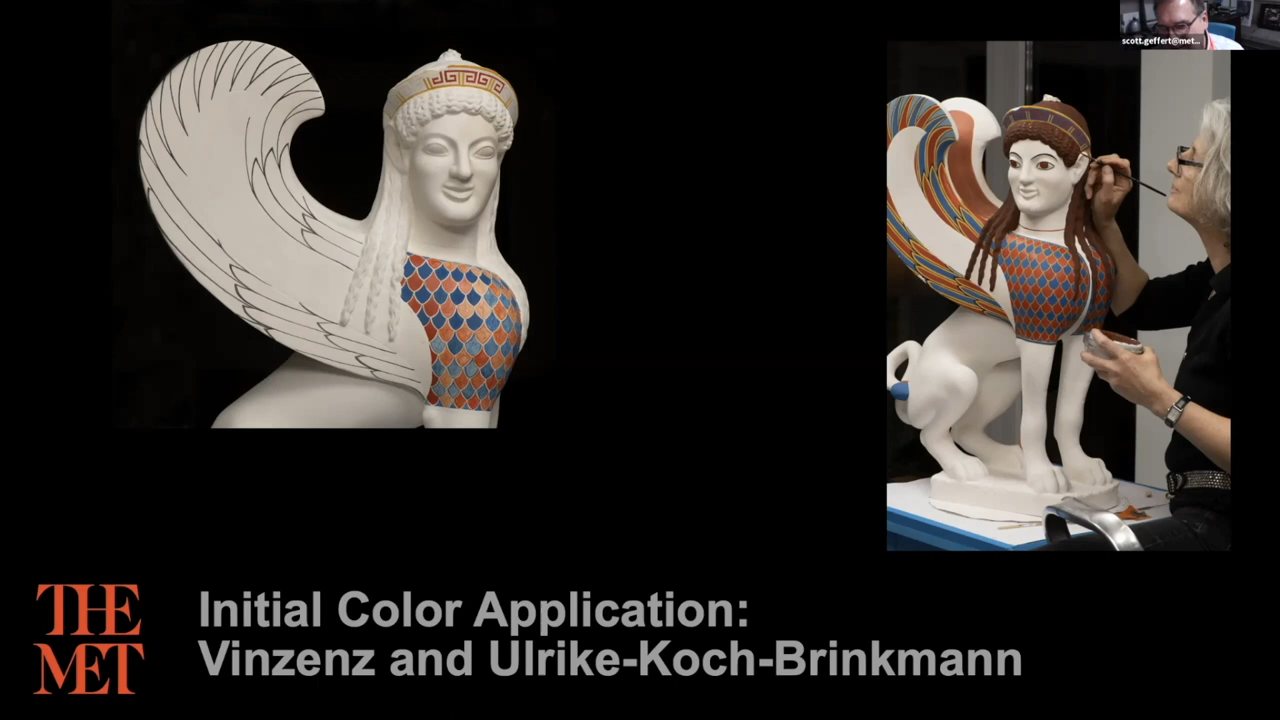 scott.geffert@met...
THE
MET
Initial Color Application:
Vinzenz and Ulrike-Koch-Brinkmann